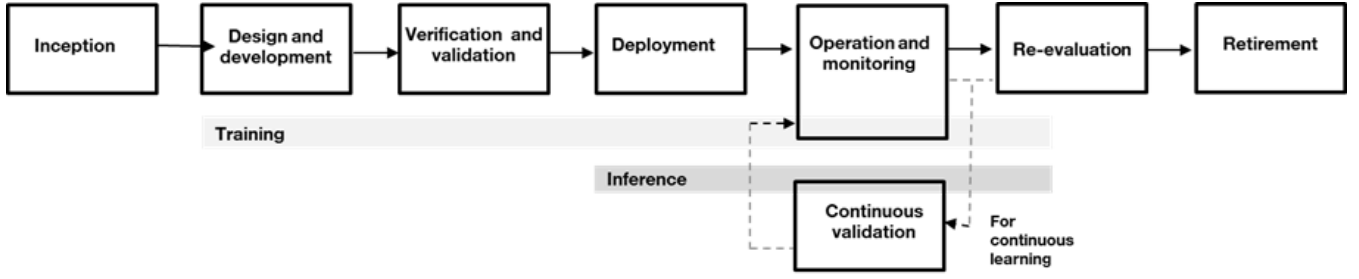 Inception
Design and
development
Verification and
validation
Deployment
Operation and
monitoring
Re-evaluation
Retirement
Training
Inference
Continuous
validation
For
continuous
learning